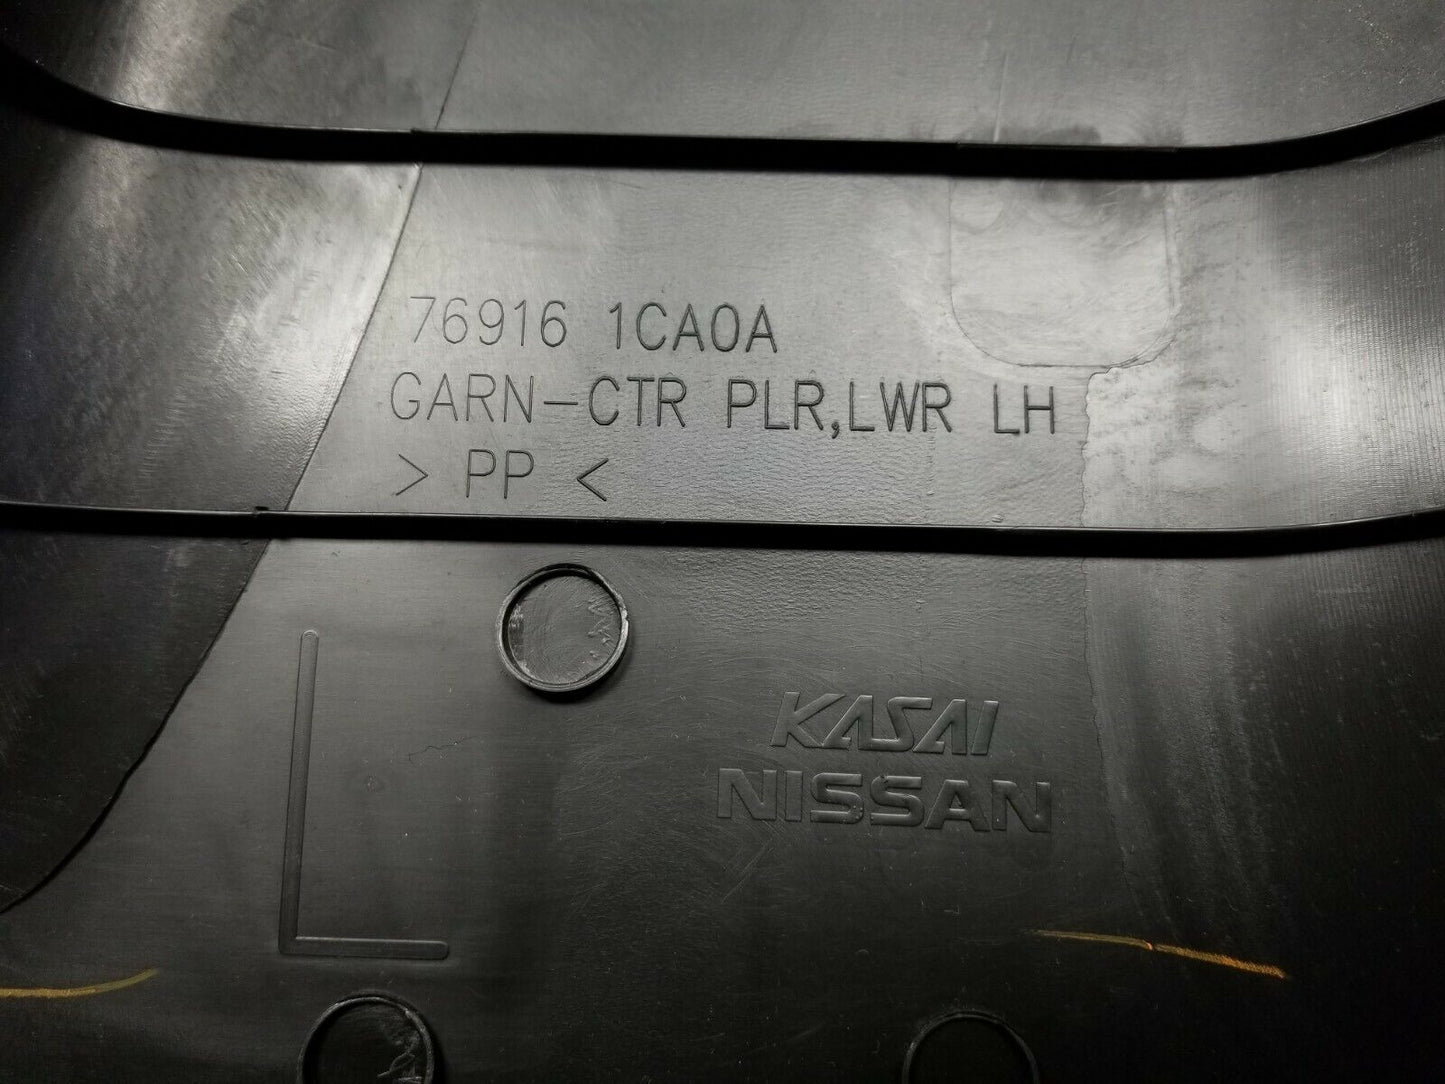 76916 1CA0A
GARN-CTR PLR,LWR LH
> PP <
L
KASAI
NISSAN